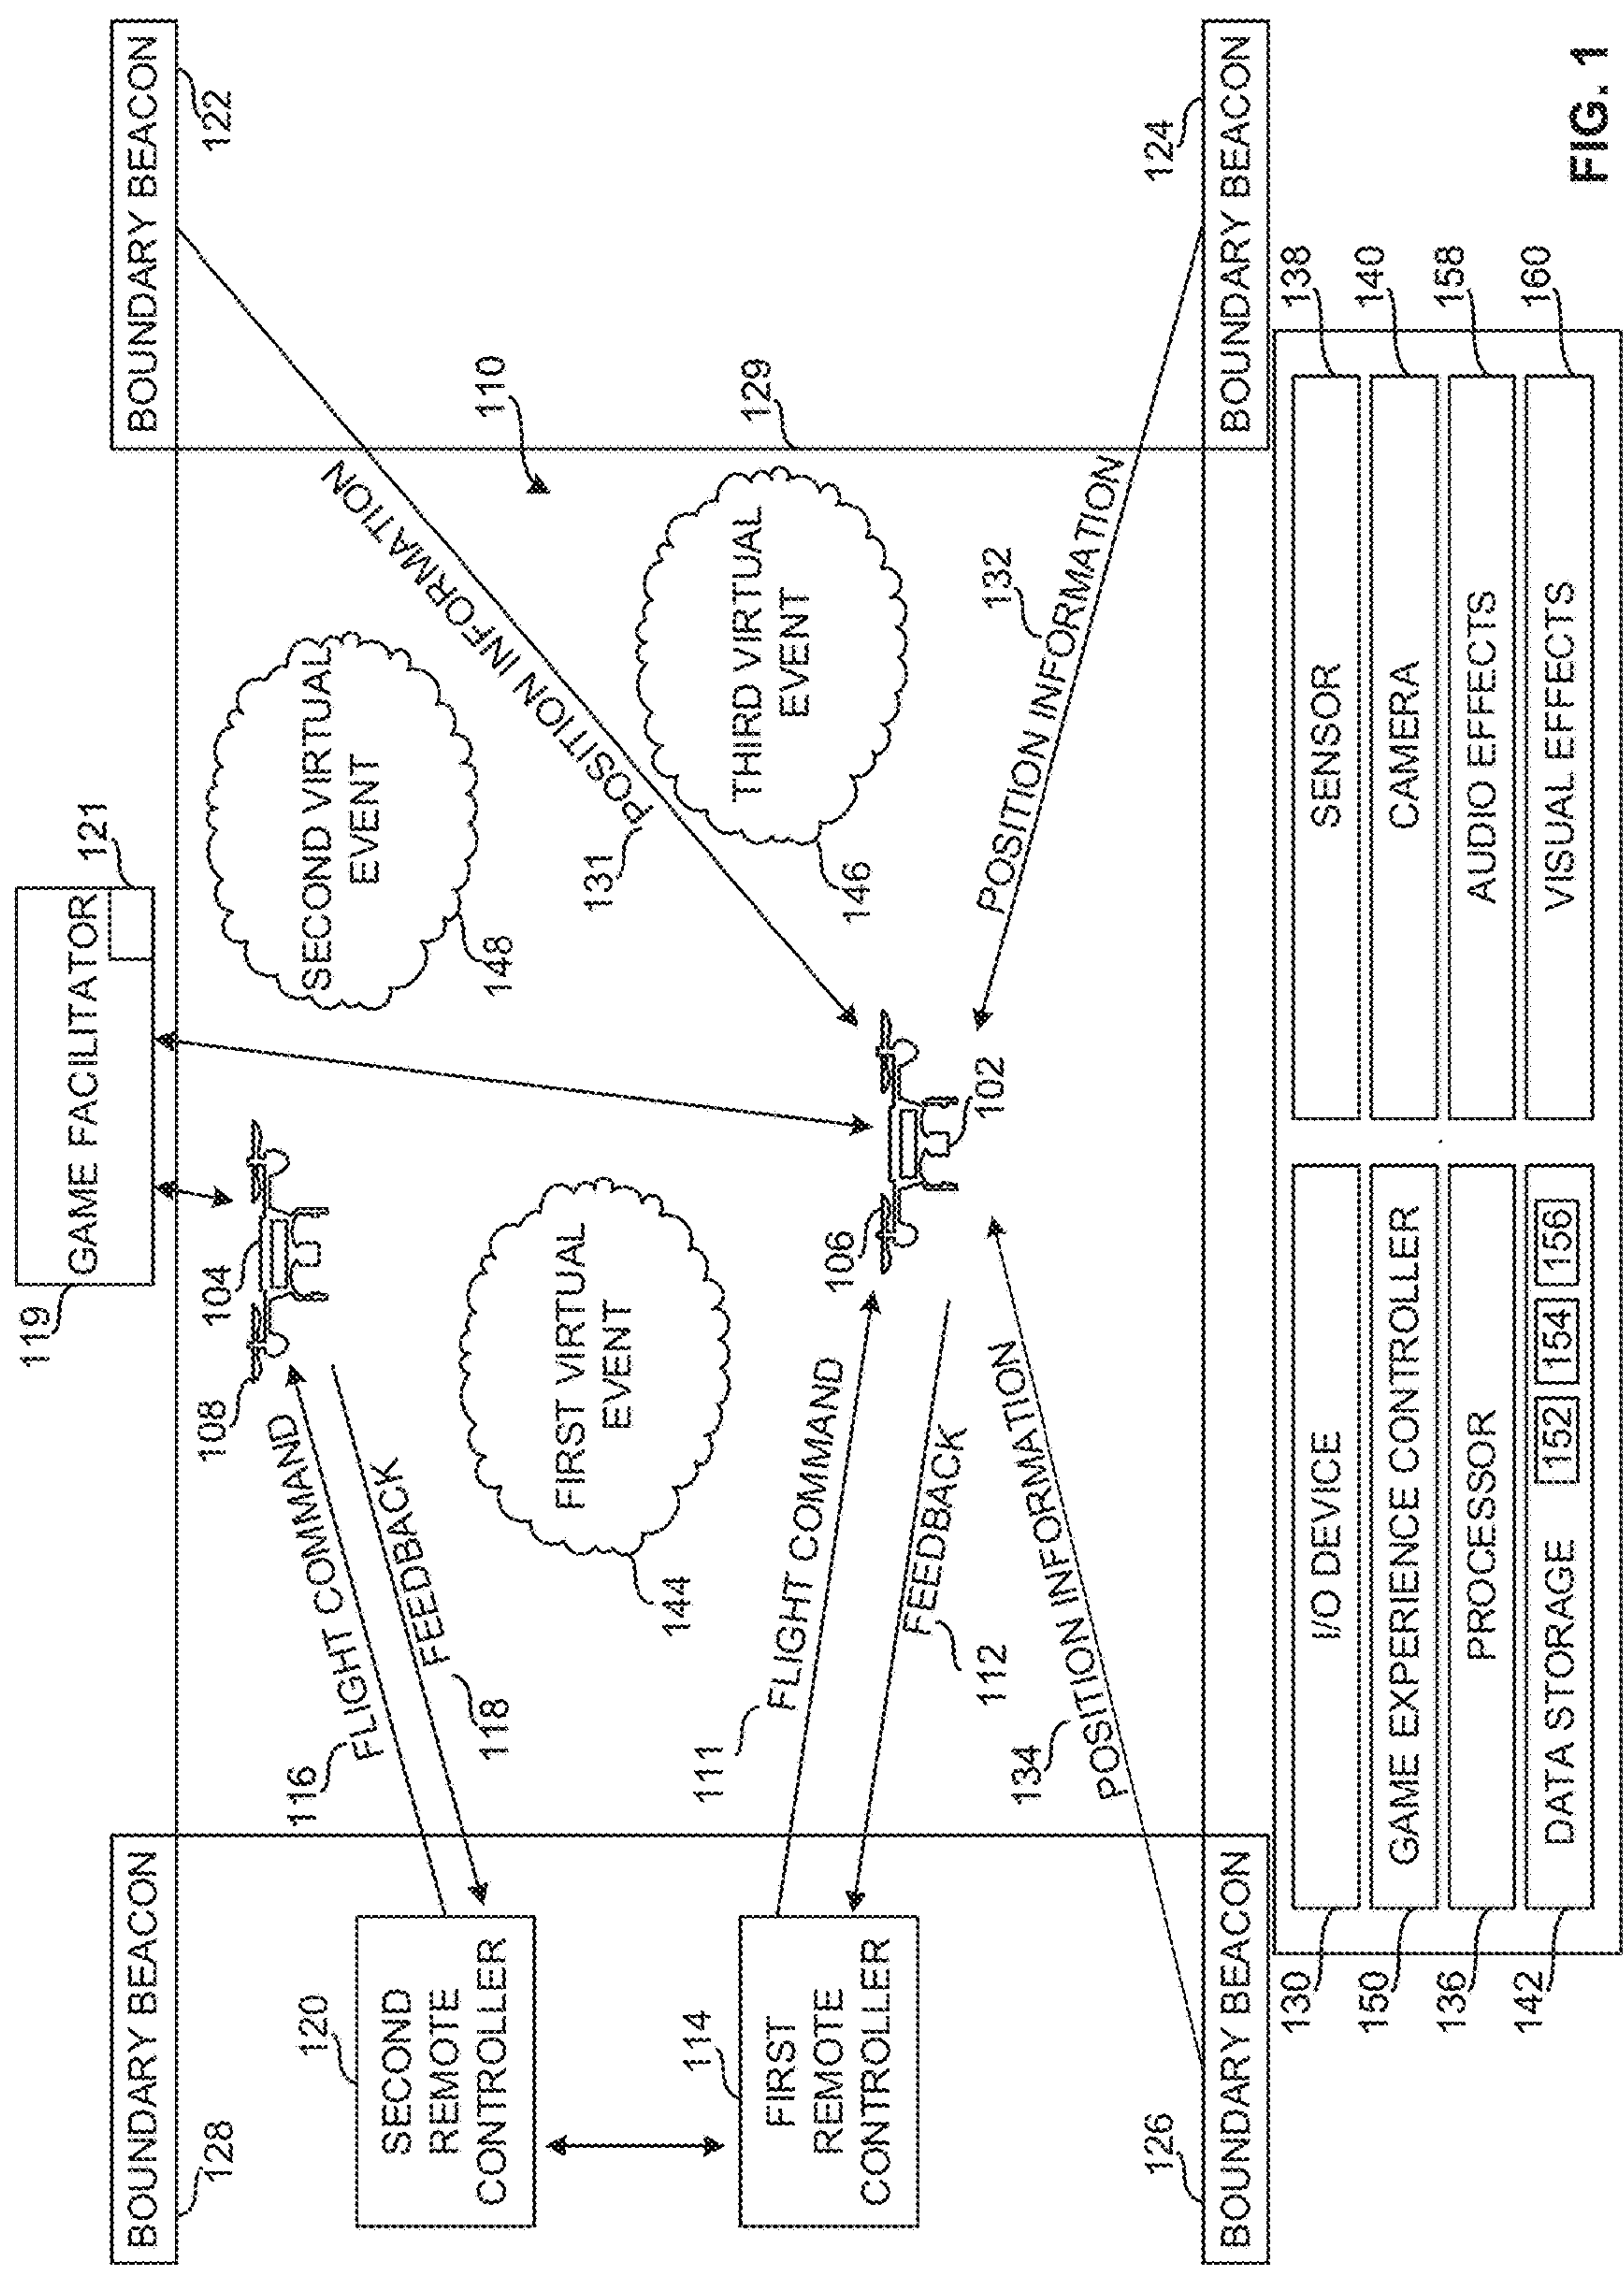 119
GAME FACILITATOR
121
BOUNDARY BEACON
128
BOUNDARY BEACON
122
108
104
116
FLIGHT COMMAND
FEEDBACK
118
SECOND VIRTUAL
EVENT
148
110
120
SECOND
REMOTE
CONTROLLER
FIRST VIRTUAL
EVENT
144
131
POSITION INFORMATION
THIRD VIRTUAL
EVENT
146
129
114
FIRST
REMOTE
CONTROLLER
111
FLIGHT COMMAND
FEEDBACK
112
106
102
132
POSITION INFORMATION
134
POSITION INFORMATION
126
BOUNDARY BEACON
124
BOUNDARY BEACON
130
I/O DEVICE
SENSOR
138
150
GAME EXPERIENCE CONTROLLER
CAMERA
140
136
PROCESSOR
AUDIO EFFECTS
158
142
DATA STORAGE 152 154 156
VISUAL EFFECTS
160
FIG. 1